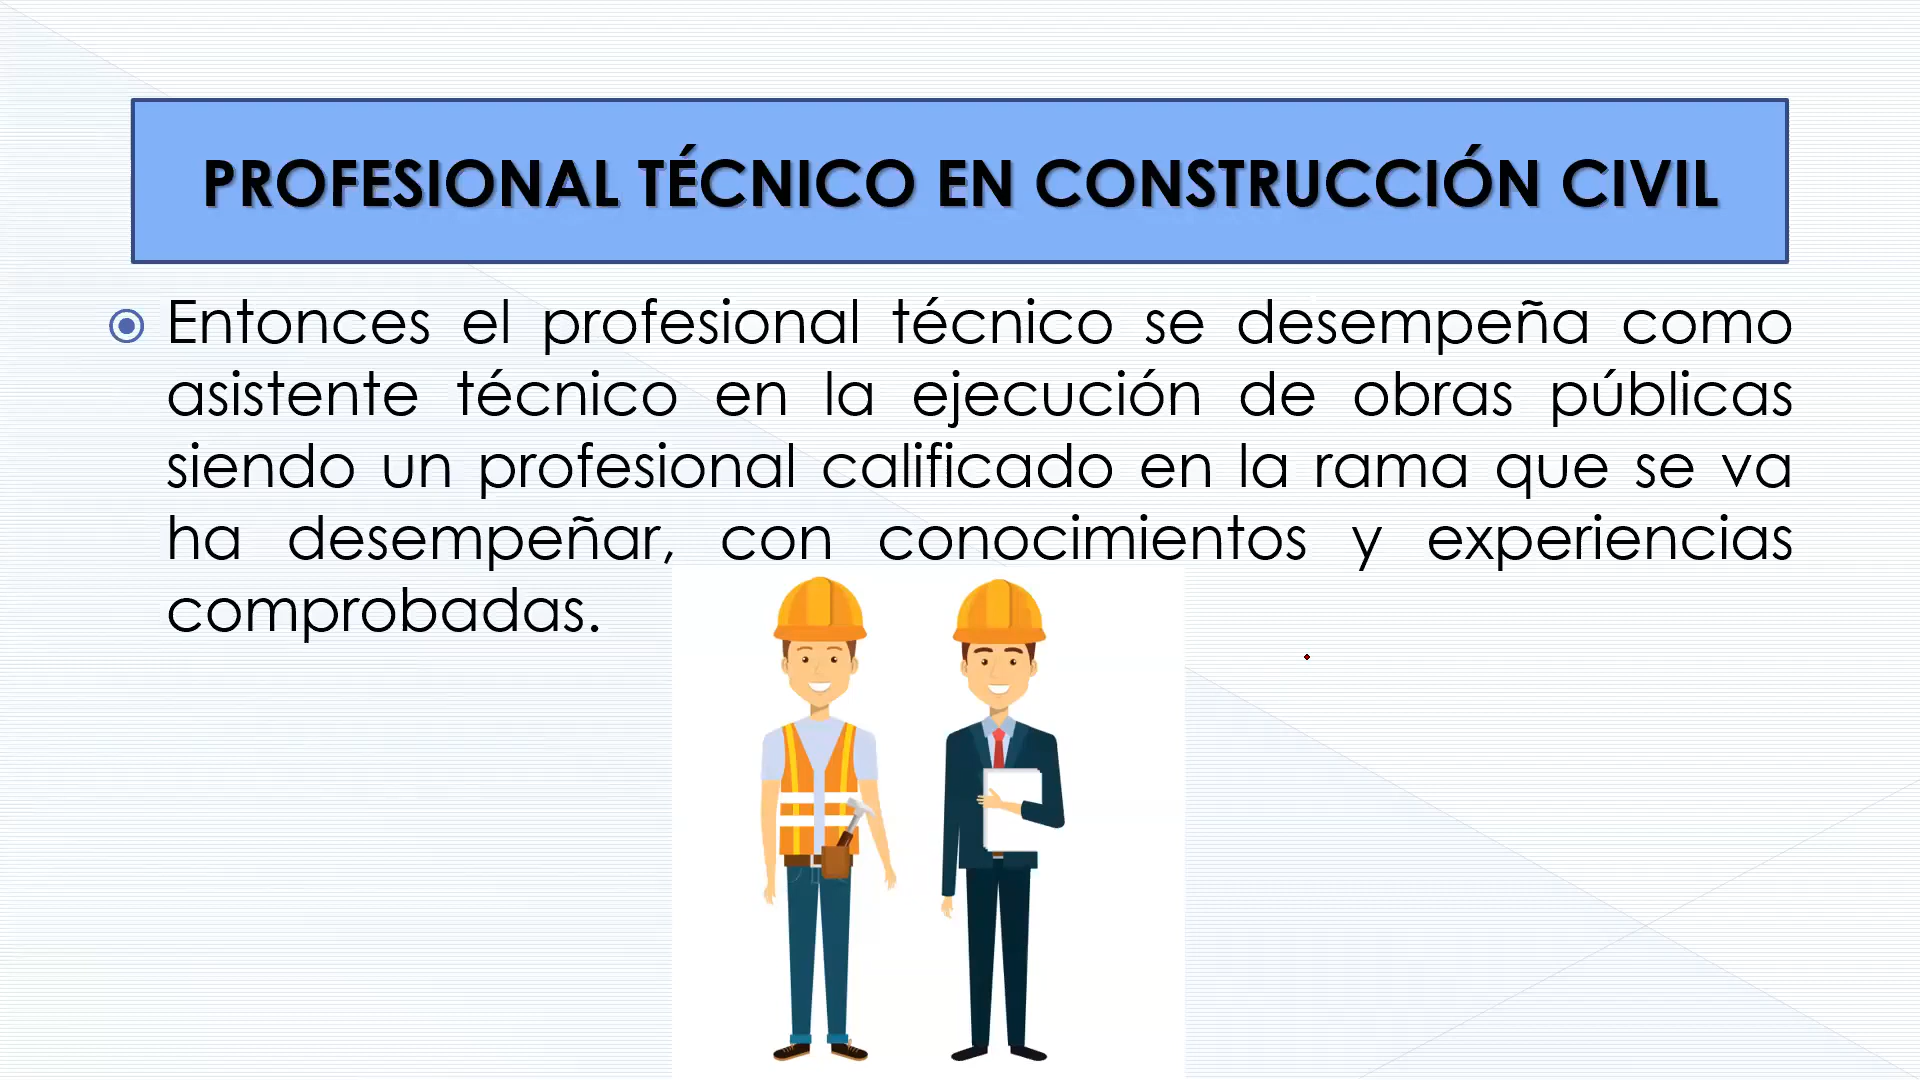 PROFESIONAL TÉCNICO EN CONSTRUCCIÓN CIVIL
Entonces el profesional técnico se desempeña como
asistente técnico en la ejecución de obras públicas
siendo un profesional calificado en la rama que se va
ha desempeñar, con conocimientos y experiencias
comprobadas.